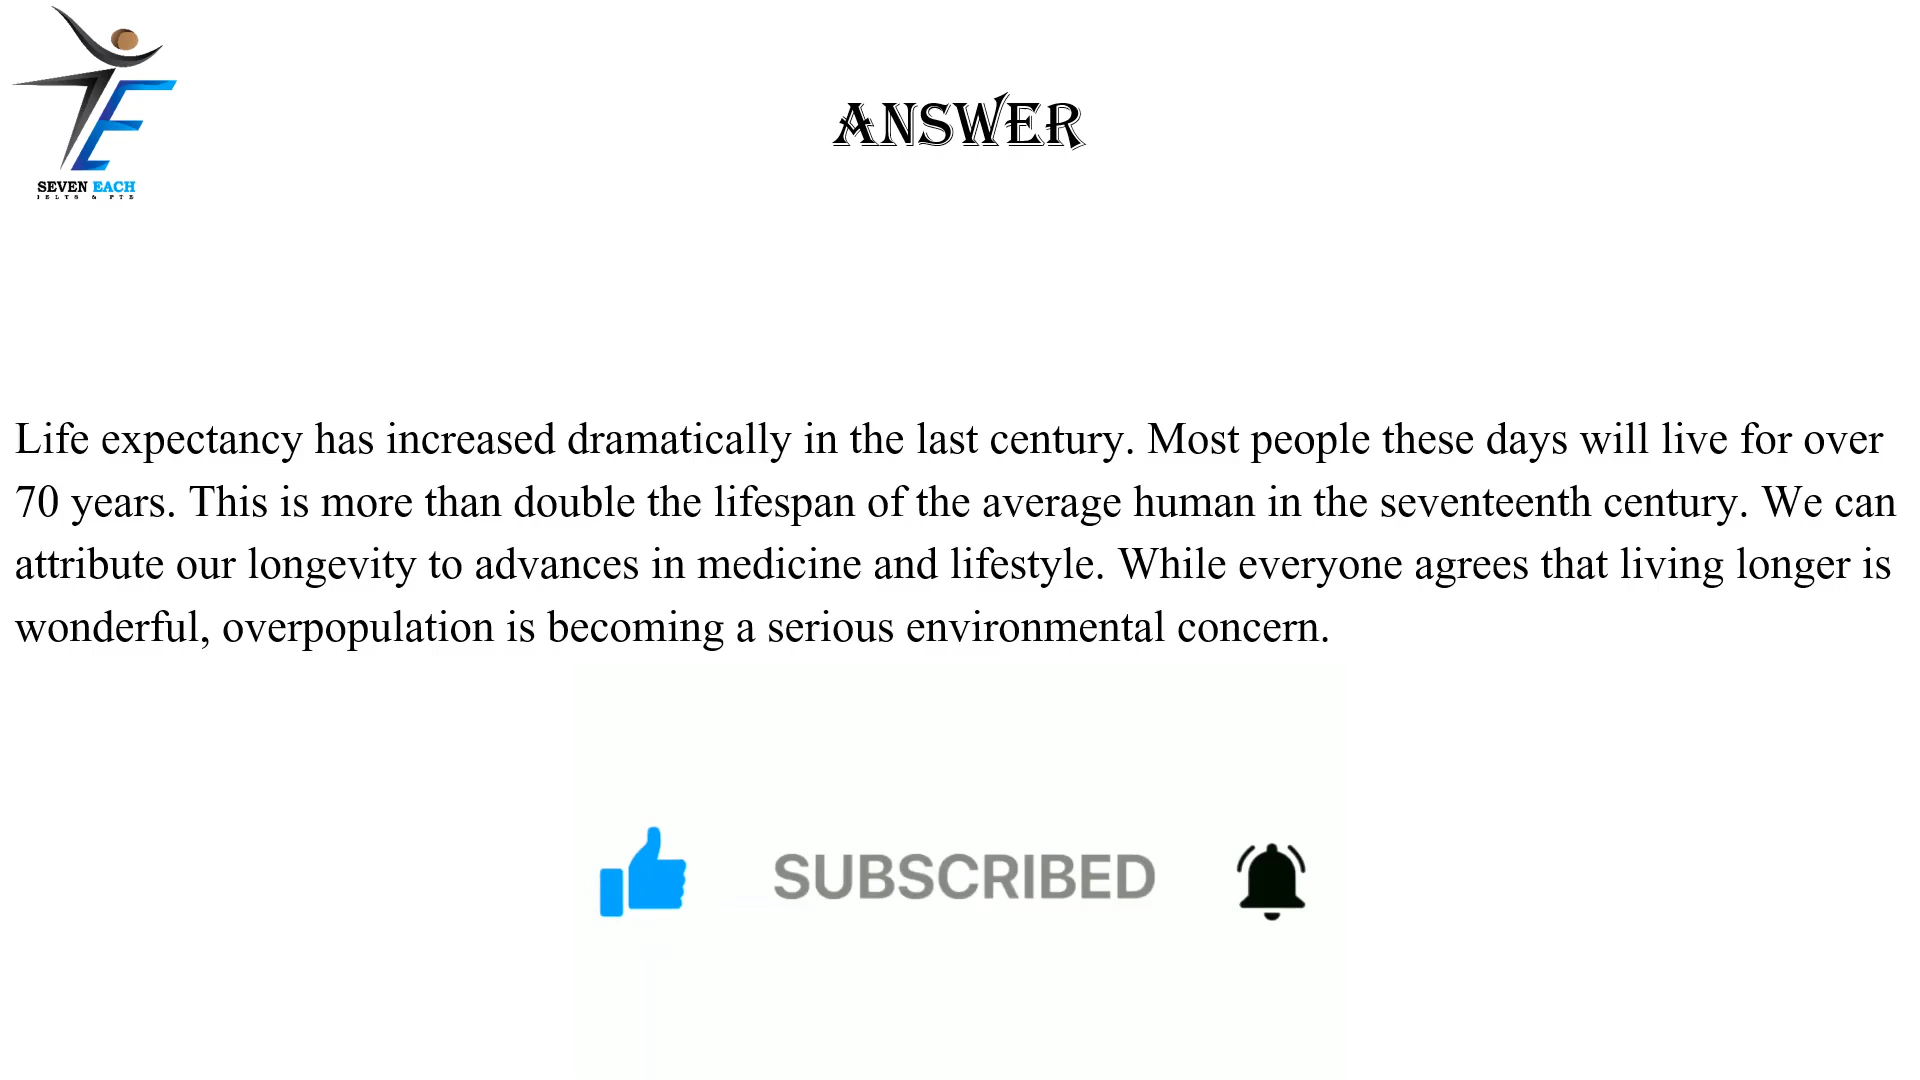 SEVEN EACH
IELTS & PTE
ANSWER
Life expectancy has increased dramatically in the last century. Most people these days will live for over
70 years. This is more than double the lifespan of the average human in the seventeenth century. We can
attribute our longevity to advances in medicine and lifestyle. While everyone agrees that living longer is
wonderful, overpopulation is becoming a serious environmental concern.
SUBSCRIBED